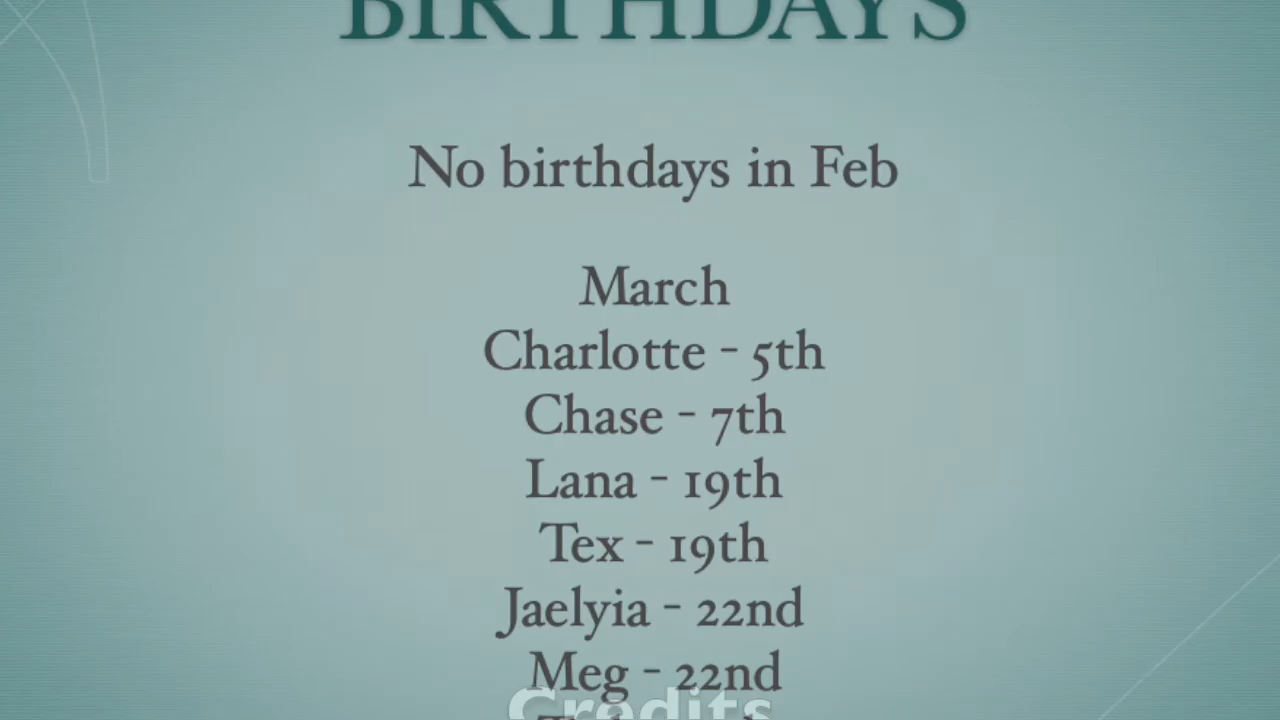 BIRTHDAYS
No birthdays in Feb
March
Charlotte - 5th
Chase - 7th
Lana - 19th
Tex - 19th
Jaelyia - 22nd
Meg - 22nd
Credits